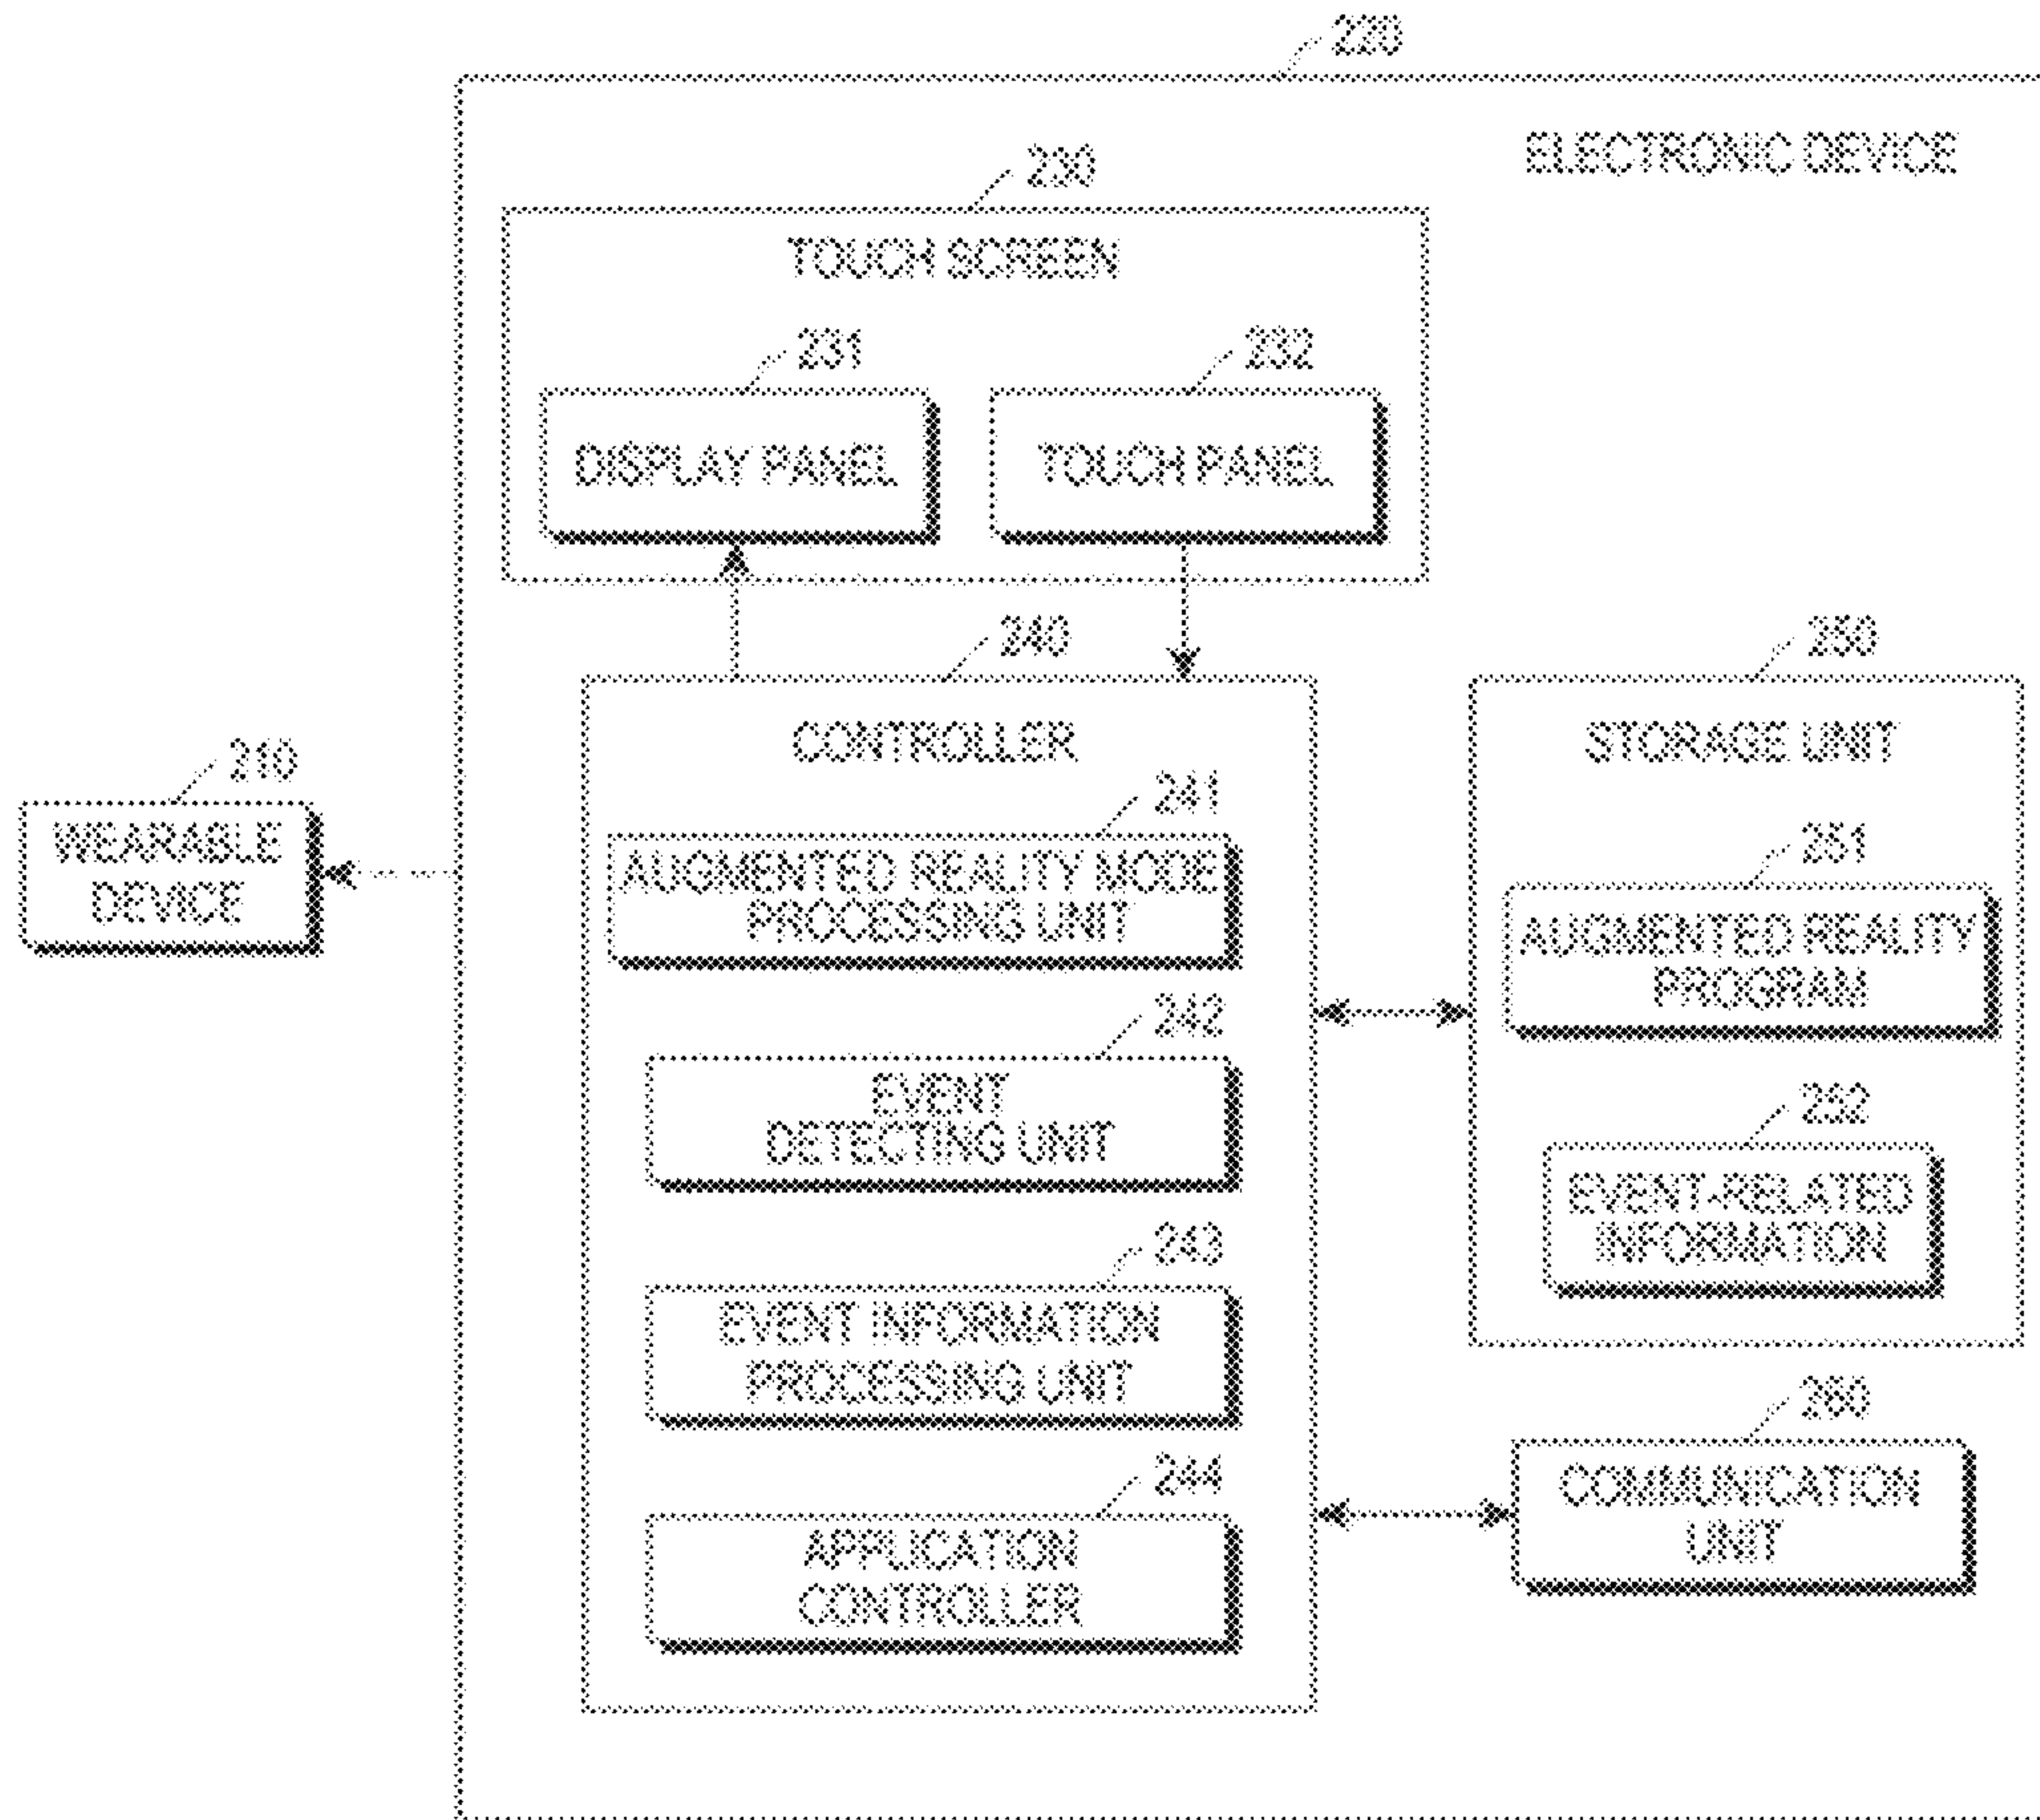 220
ELECTRONIC DEVICE
230
TOUCH SCREEN
231
232
DISPLAY PANEL
TOUCH PANEL
240
250
CONTROLLER
STORAGE UNIT
210
WEARABLE
DEVICE
241
AUGMENTED REALITY MODE
PROCESSING UNIT
251
AUGMENTED REALITY
PROGRAM
242
EVENT
DETECTING UNIT
252
EVENT-RELATED
INFORMATION
243
EVENT INFORMATION
PROCESSING UNIT
260
COMMUNICATION
UNIT
244
APPLICATION
CONTROLLER